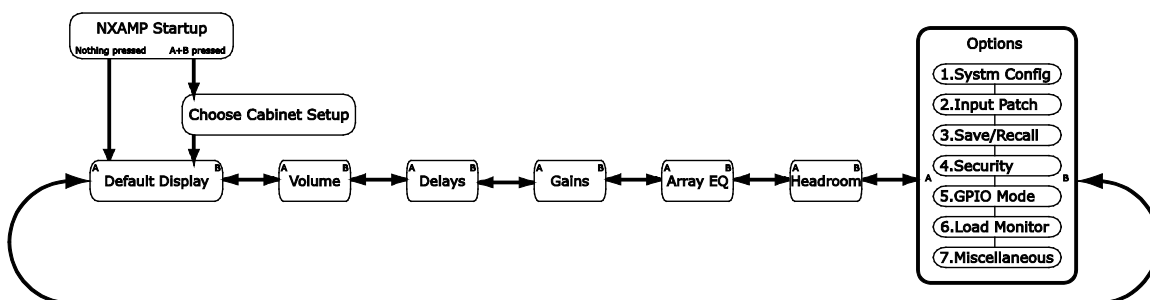 NXAMP Startup
Nothing pressed A+B pressed
Choose Cabinet Setup
A B
Default Display
A B
Volume
A B
Delays
A B
Gains
A B
Array EQ
A B
Headroom
Options
1.Systm Config
2.Input Patch
3.Save/Recall
4.Security
A B
5.GPIO Mode
6.Load Monitor
7.Miscellaneous